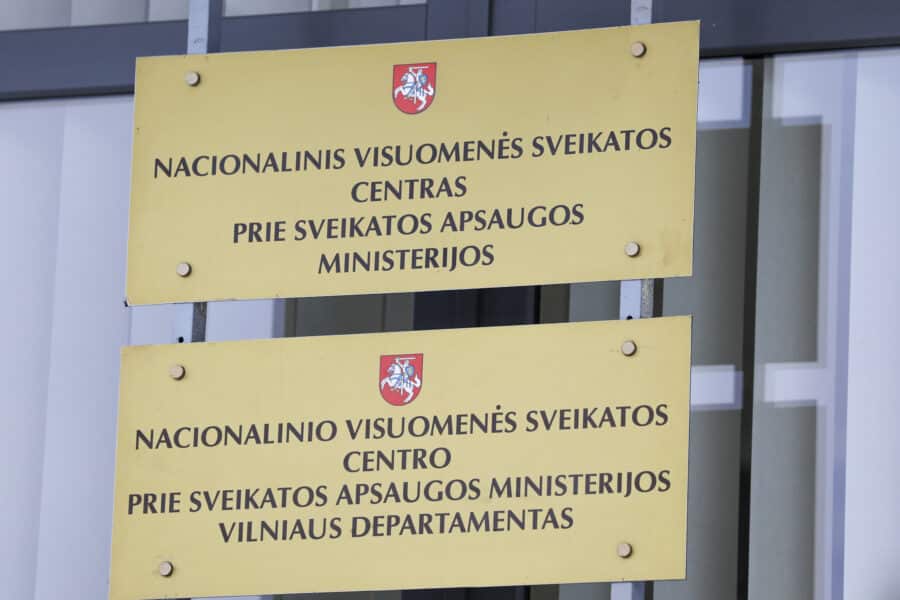 NACIONALINIS VISUOMENĖS SVEIKATOS
CENTRAS
PRIE SVEIKATOS APSAUGOS
MINISTERIJOS
NACIONALINIO VISUOMENĖS SVEIKATOS
CENTRO
PRIE SVEIKATOS APSAUGOS MINISTERIJOS
VILNIAUS DEPARTAMENTAS